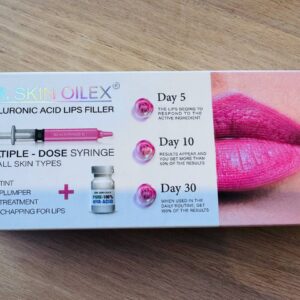 SKIN OILEX®
LURONIC ACID LIPS FILLER
TIPLE - DOSE SYRINGE
ALL SKIN TYPES
TINT
PLUMPER
TREATMENT
CHAPPING FOR LIPS
+
Day 5
THE LIPS BEGING TO
RESPOND TO THE
ACTIVE INGREDIENT
Day 10
RESULTS APPEAR AND
YOU GET MORE THAN
50% OF THE RESULTS
Day 30
WHEN USED IN THE
DAILY ROUTINE, GET
100% OF THE RESULTS